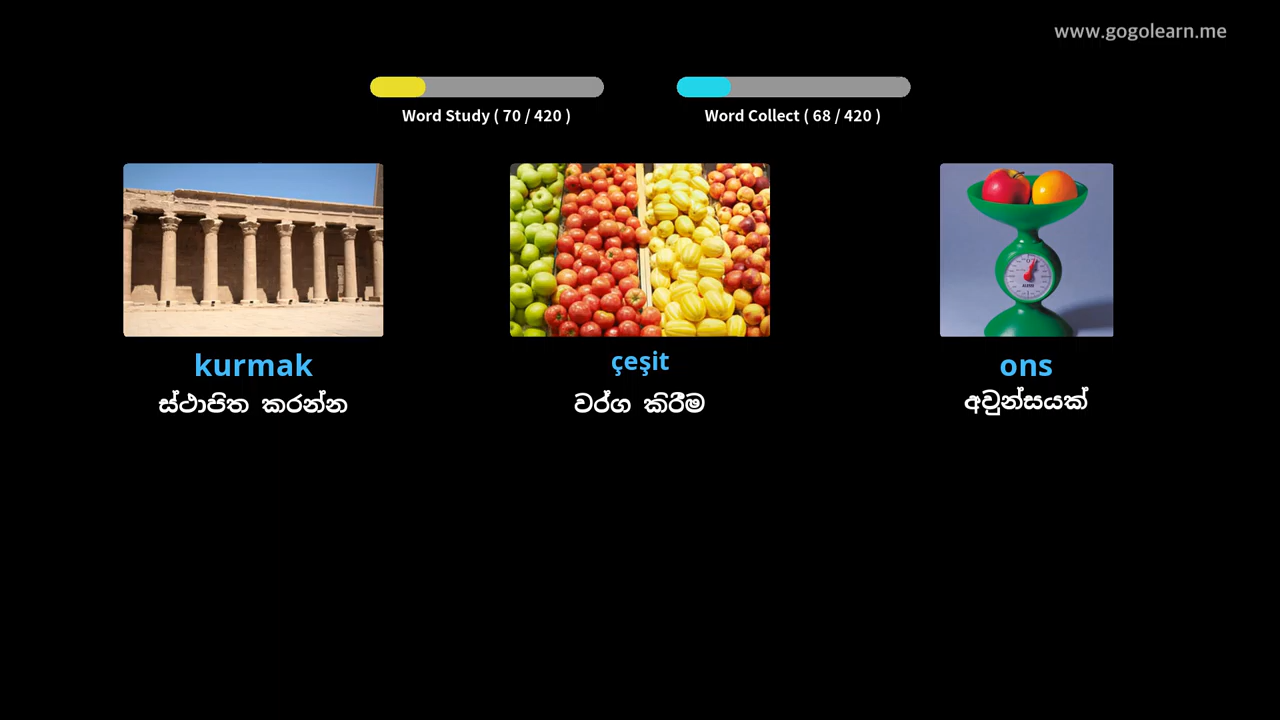 www.gogolearn.me
Word Study ( 70 / 420 )
Word Collect ( 68 / 420 )
kurmak
ස්ථාපිත කරන්න
çeşit
වර්ග කිරීම
ons
අවුන්සයක්